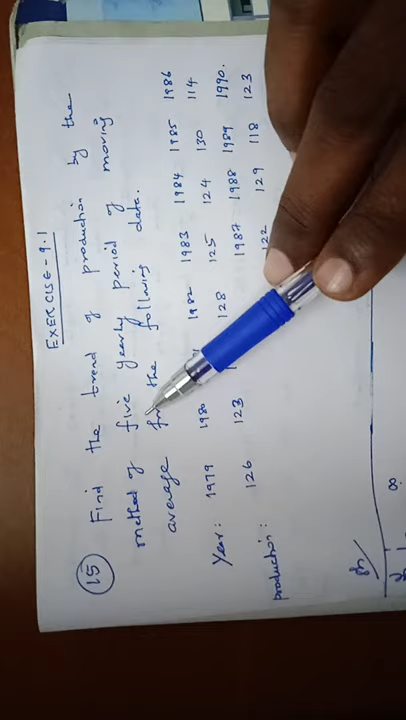 EXERCISE - 9.1
15 Find the trend of production by the
method of five yearly period of moving
average the following data.
Year: 1979 1980 1982 1983 1984 1985 1986
production: 126 123 128 125 124 130 114
1987 1988 1989 1990.
122 129 118 123